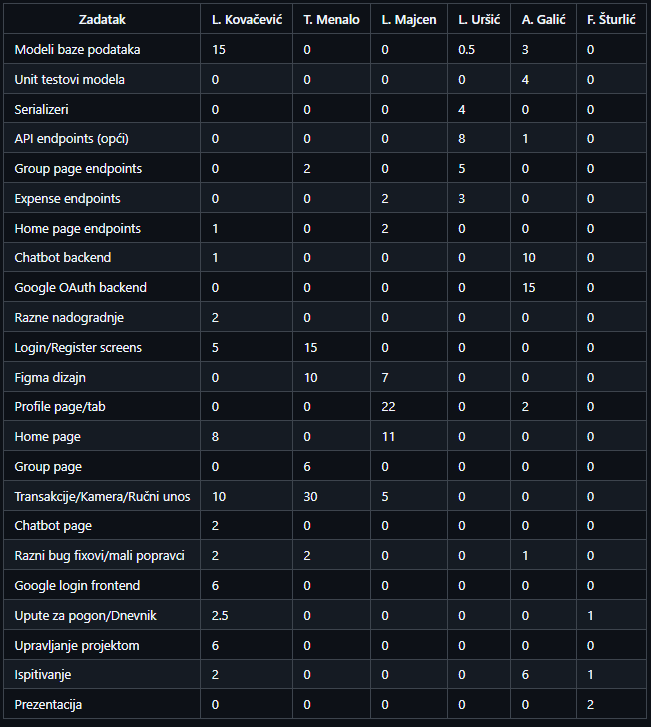 Zadatak L. Kovačević T. Menalo L. Majcen L. Uršić A. Galić F. Šturlić
Modeli baze podataka 15 0 0 0.5 3 0
Unit testovi modela 0 0 0 0 4 0
Serializeri 0 0 0 4 0 0
API endpoints (opći) 0 0 0 8 1 0
Group page endpoints 0 2 0 5 0 0
Expense endpoints 0 0 2 3 0 0
Home page endpoints 1 0 2 0 0 0
Chatbot backend 1 0 0 0 10 0
Google OAuth backend 0 0 0 0 15 0
Razne nadogradnje 2 0 0 0 0 0
Login/Register screens 5 15 0 0 0 0
Figma dizajn 0 10 7 0 0 0
Profile page/tab 0 0 22 0 2 0
Home page 8 0 11 0 0 0
Group page 0 6 0 0 0 0
Transakcije/Kamera/Ručni unos 10 30 5 0 0 0
Chatbot page 2 0 0 0 0 0
Razni bug fixovi/mali popravci 2 2 0 0 1 0
Google login frontend 6 0 0 0 0 0
Upute za pogon/Dnevnik 2.5 0 0 0 0 1
Upravljanje projektom 6 0 0 0 0 0
Ispitivanje 2 0 0 0 6 1
Prezentacija 0 0 0 0 0 2